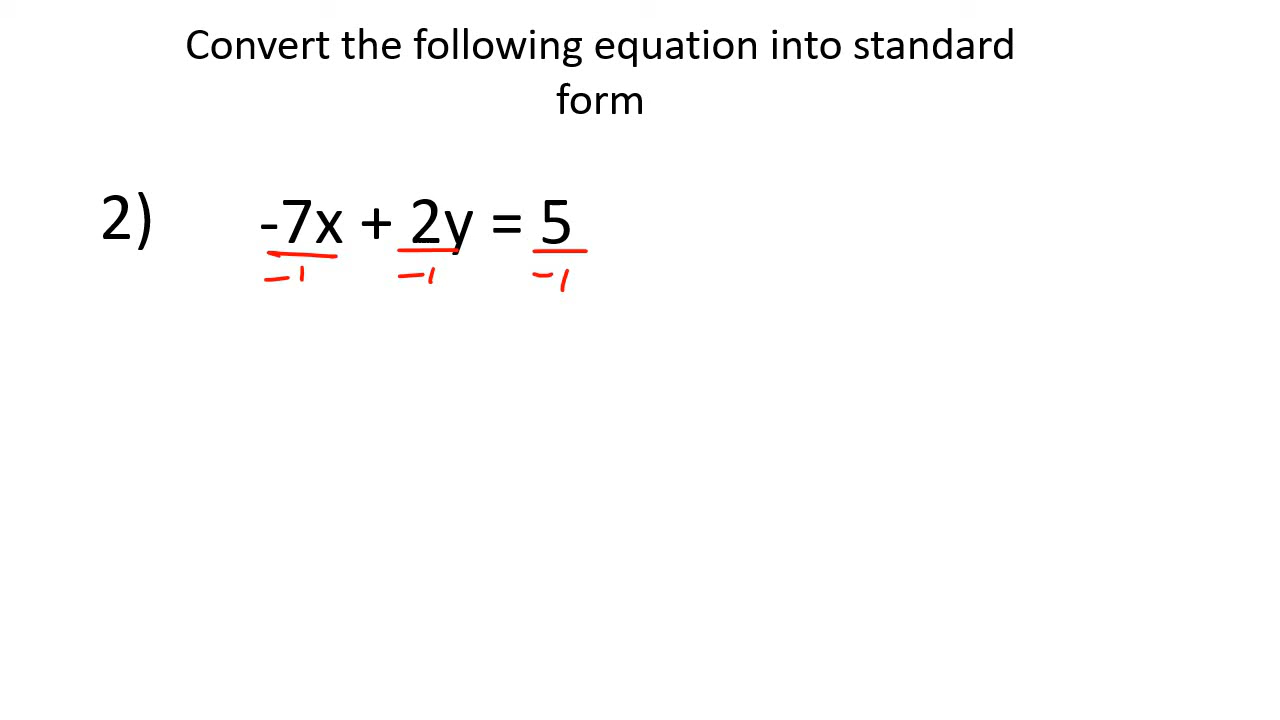 Convert the following equation into standard
form
2) -7x + 2y = 5
-1 -1 -1